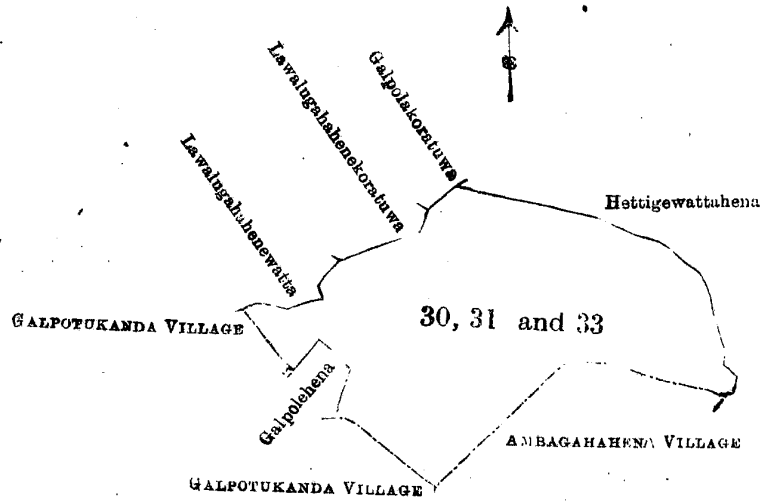 Galpolakoratuwa
Lawalugahahenekoratuwa
Lawalugahahenewatta
Hettigewattahena
GALPOTUKANDA VILLAGE
30, 31 and 33
Galpolehena
AMBAGAHAHENA VILLAGE
GALPOTUKANDA VILLAGE